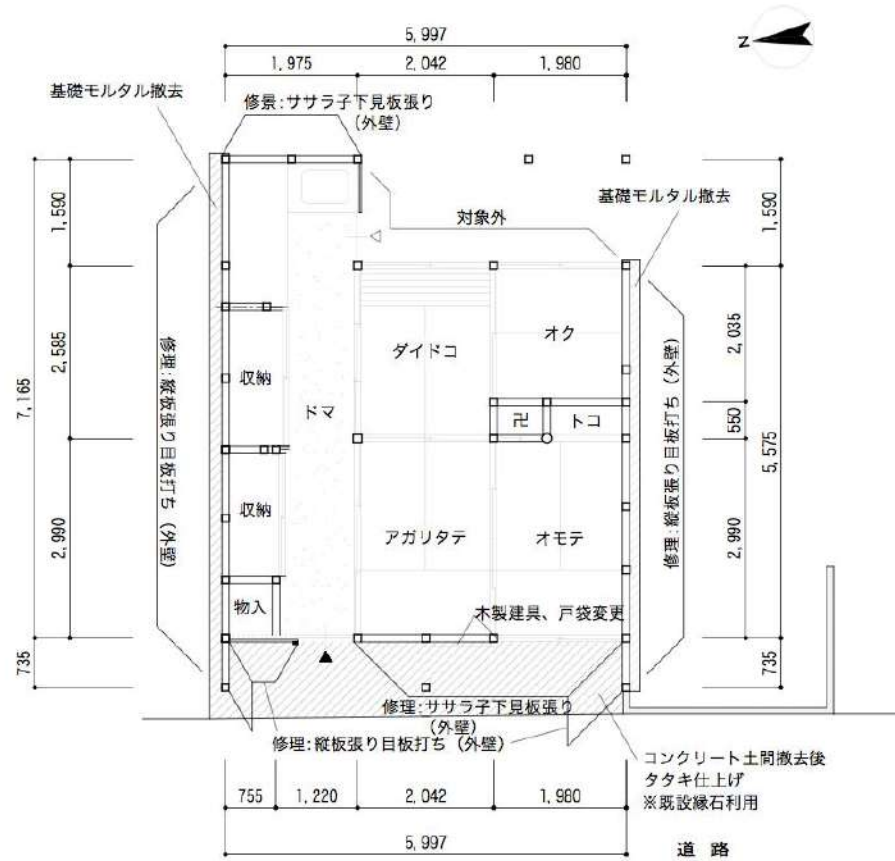 N
5,997
1,975
2,042
1,980
基礎モルタル撤去
修景:ササラ子下見板張り
(外壁)
基礎モルタル撤去
対象外
1,590
2,585
7,165
2,990
735
修理:縦板張り目板打ち(外壁)
収納
収納
物入
ドマ
ダイドコ
オク
卍
トコ
アガリタテ
オモテ
木製建具、戸袋変更
1,590
2,035
550
5,575
2,990
735
修理:縦板張り目板打ち(外壁)
修理:ササラ子下見板張り
(外壁)
修理:縦板張り目板打ち(外壁)
コンクリート土間撤去後
タタキ仕上げ
※既設縁石利用
755
1,220
2,042
1,980
5,997
道 路